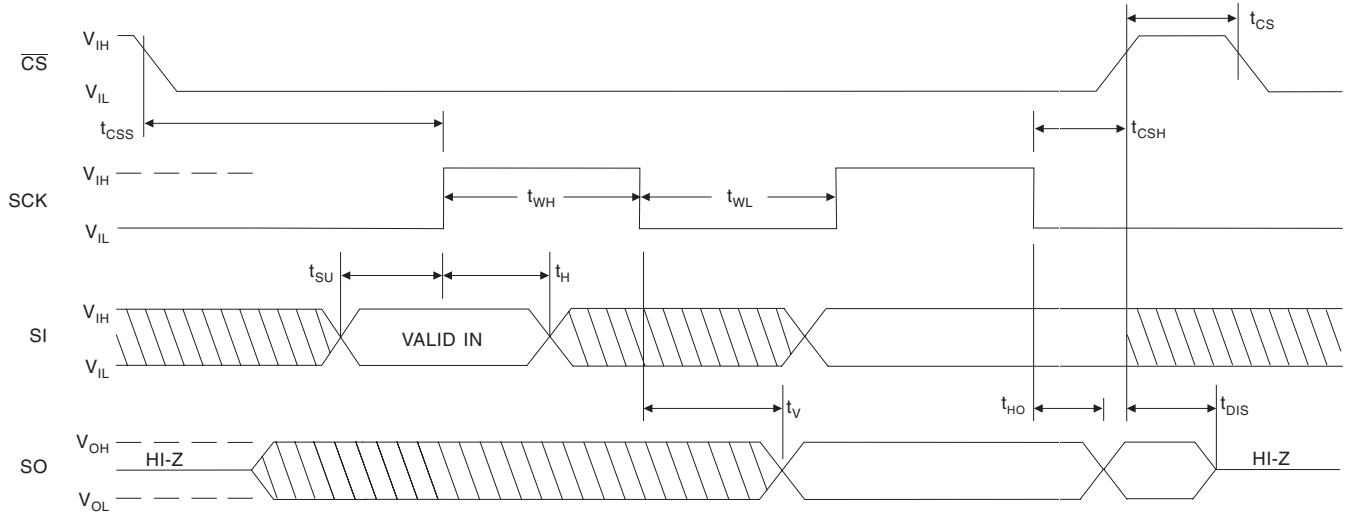 V_IH
t_CS
C̅S̅
V_IL
t_CSS
t_CSH
V_IH
SCK
t_WH
t_WL
V_IL
t_SU
t_H
V_IH
SI
VALID IN
V_IL
t_V
t_HO
t_DIS
V_OH
HI-Z
HI-Z
SO
V_OL